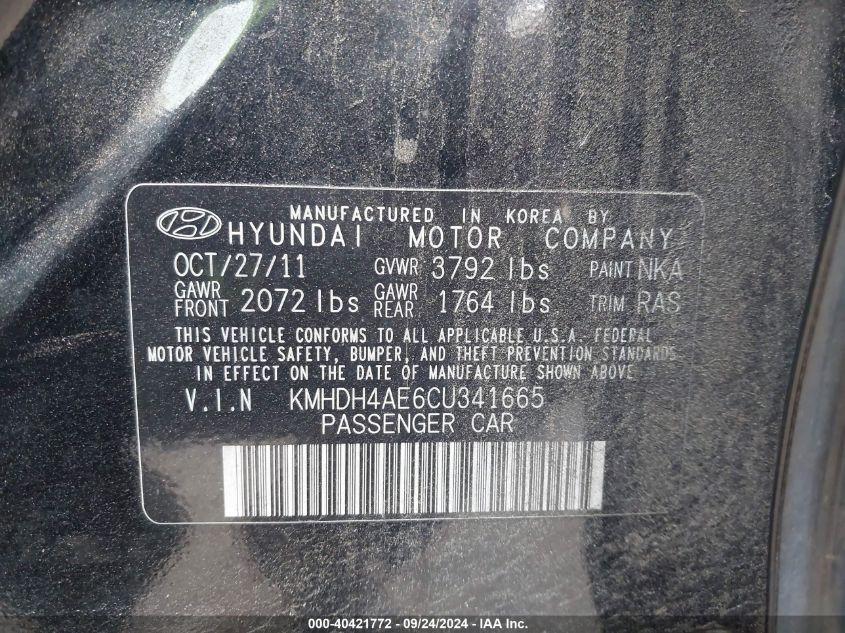 MANUFACTURED IN KOREA BY
HYUNDAI MOTOR COMPANY
OCT/27/11 GVWR 3792 lbs PAINT NKA
GAWR FRONT 2072 lbs GAWR REAR 1764 lbs TRIM RAS
THIS VEHICLE CONFORMS TO ALL APPLICABLE U.S.A. FEDERAL
MOTOR VEHICLE SAFETY, BUMPER, AND THEFT PREVENTION STANDARDS
IN EFFECT ON THE DATE OF MANUFACTURE SHOWN ABOVE
V.I.N KMHDH4AE6CU341665
PASSENGER CAR
000-40421772 - 09/24/2024 - IAA Inc.